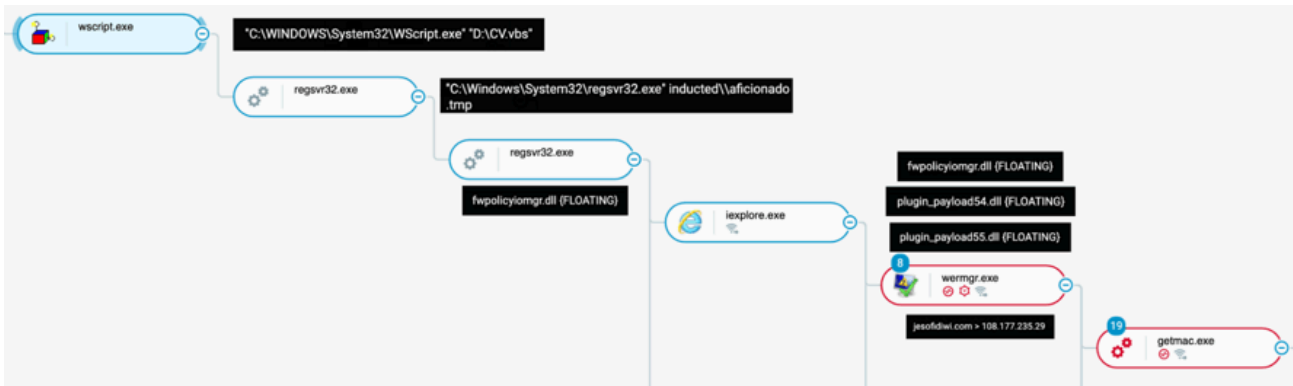 wscript.exe
"C:\WINDOWS\System32\WScript.exe" "D:\CV.vbs"
regsvr32.exe
"C:\Windows\System32\regsvr32.exe" inducted\\aficionado
.tmp
regsvr32.exe
fwpolicyiomgr.dll {FLOATING}
iexplore.exe
fwpolicyiomgr.dll {FLOATING}
plugin_payload54.dll {FLOATING}
plugin_payload55.dll {FLOATING}
8
wermgr.exe
jesofidiwi.com > 108.177.235.29
19
getmac.exe